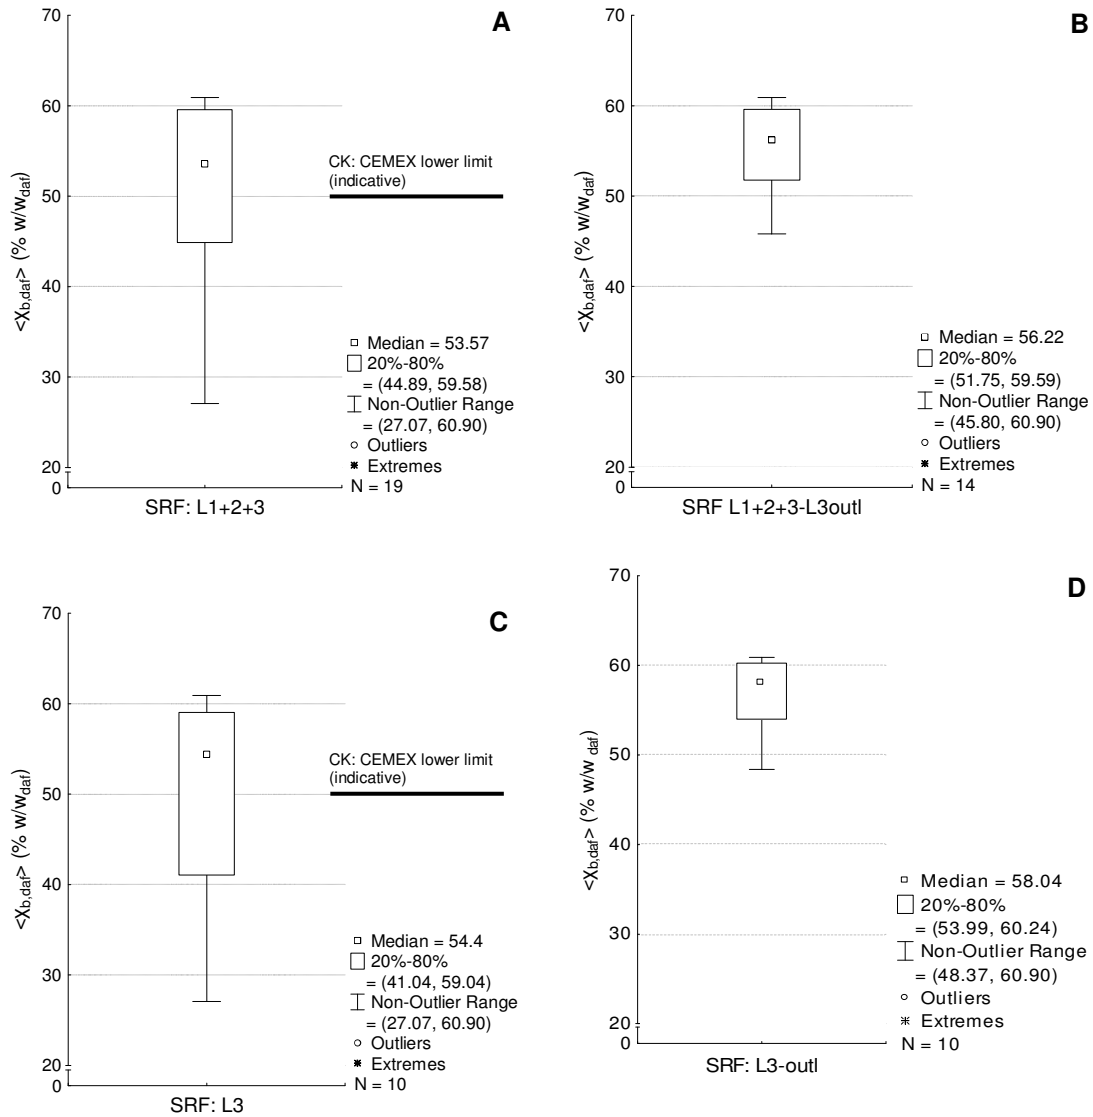 A
70
60
50
40
30
20
0
<Xb,daf> (% w/wdaf)
CK: CEMEX lower limit
(indicative)
Median = 53.57
20%-80%
= (44.89, 59.58)
Non-Outlier Range
= (27.07, 60.90)
Outliers
Extremes
N = 19
SRF: L1+2+3
B
70
60
50
40
30
20
0
<Xb,daf> (% w/wdaf)
Median = 56.22
20%-80%
= (51.75, 59.59)
Non-Outlier Range
= (45.80, 60.90)
Outliers
Extremes
N = 14
SRF L1+2+3-L3outl
C
70
60
50
40
30
20
0
<Xb,daf> (% w/wdaf)
CK: CEMEX lower limit
(indicative)
Median = 54.4
20%-80%
= (41.04, 59.04)
Non-Outlier Range
= (27.07, 60.90)
Outliers
Extremes
N = 10
SRF: L3
D
70
60
50
40
30
20
0
<Xb,daf> (% w/w daf)
Median = 58.04
20%-80%
= (53.99, 60.24)
Non-Outlier Range
= (48.37, 60.90)
Outliers
Extremes
N = 10
SRF: L3-outl